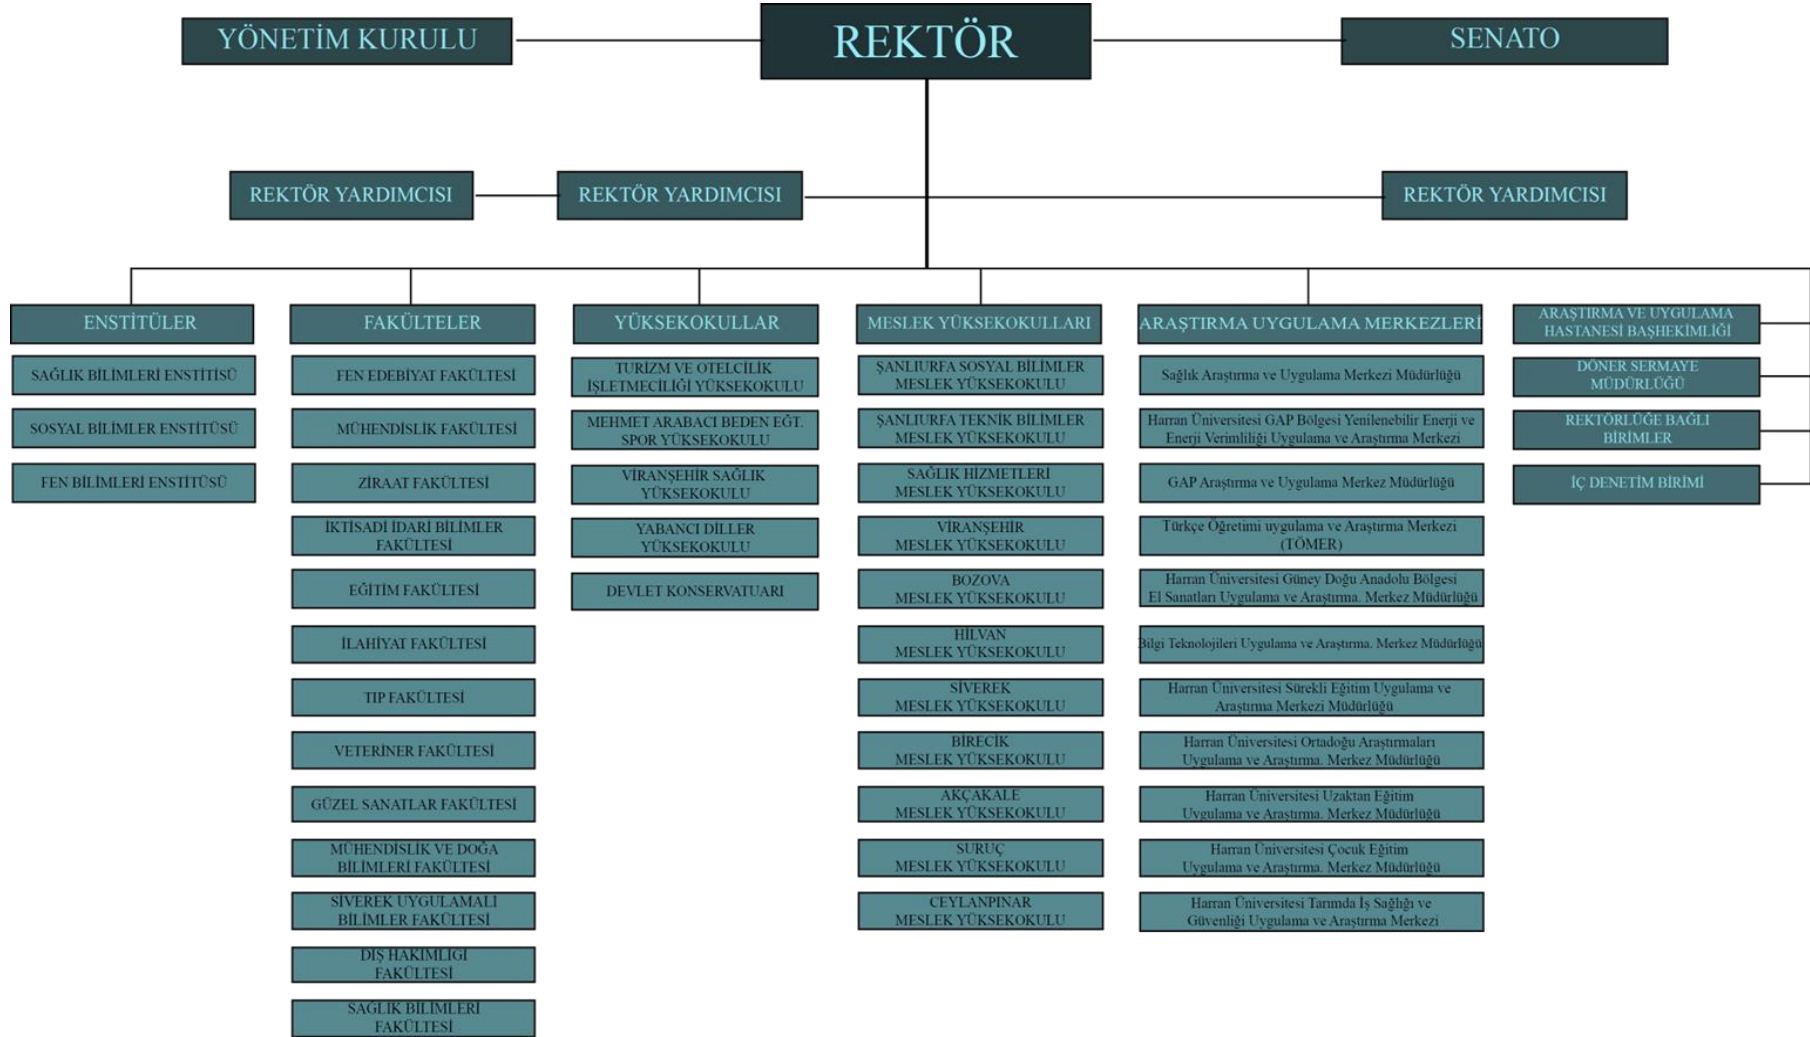 YÖNETİM KURULU
REKTÖR
SENATO
REKTÖR YARDIMCISI
REKTÖR YARDIMCISI
REKTÖR YARDIMCISI
ENSTİTÜLER
SAĞLIK BİLİMLERİ ENSTİTİSÜ
SOSYAL BİLİMLER ENSTİTÜSÜ
FEN BİLİMLERİ ENSTİTÜSÜ
FAKÜLTELER
FEN EDEBİYAT FAKÜLTESİ
MÜHENDİSLİK FAKÜLTESİ
ZİRAAT FAKÜLTESİ
İKTİSADİ İDARİ BİLİMLER
FAKÜLTESİ
EĞİTİM FAKÜLTESİ
İLAHİYAT FAKÜLTESİ
TIP FAKÜLTESİ
VETERİNER FAKÜLTESİ
GÜZEL SANATLAR FAKÜLTESİ
MÜHENDİSLİK VE DOĞA
BİLİMLERİ FAKÜLTESİ
SİVEREK UYGULAMALI
BİLİMLER FAKÜLTESİ
DIŞ HAKIMLIGI
FAKÜLTESİ
SAĞLIK BİLİMLERİ
FAKÜLTESİ
YÜKSEKOKULLAR
TURİZM VE OTELCİLİK
İŞLETMECİLİĞİ YÜKSEKOKULU
MEHMET ARABACI BEDEN EĞT.
SPOR YÜKSEKOKULU
VİRANŞEHİR SAĞLIK
YÜKSEKOKULU
YABANCI DİLLER
YÜKSEKOKULU
DEVLET KONSERVATUARI
MESLEK YÜKSEKOKULLARI
ŞANLIURFA SOSYAL BİLİMLER
MESLEK YÜKSEKOKULU
ŞANLIURFA TEKNİK BİLİMLER
MESLEK YÜKSEKOKULU
SAĞLIK HİZMETLERİ
MESLEK YÜKSEKOKULU
VİRANŞEHİR
MESLEK YÜKSEKOKULU
BOZOVA
MESLEK YÜKSEKOKULU
HİLVAN
MESLEK YÜKSEKOKULU
SİVEREK
MESLEK YÜKSEKOKULU
BİRECİK
MESLEK YÜKSEKOKULU
AKÇAKALE
MESLEK YÜKSEKOKULU
SURUÇ
MESLEK YÜKSEKOKULU
CEYLANPINAR
MESLEK YÜKSEKOKULU
ARAŞTIRMA UYGULAMA MERKEZLERİ
Sağlık Araştırma ve Uygulama Merkezi Müdürlüğü
Harran Üniversitesi GAP Bölgesi Yenilenebilir Enerji ve
Enerji Verimliliği Uygulama ve Araştırma Merkezi
GAP Araştırma ve Uygulama Merkez Müdürlüğü
Türkçe Öğretimi uygulama ve Araştırma Merkezi
(TÖMER)
Harran Üniversitesi Güney Doğu Anadolu Bölgesi
El Sanatları Uygulama ve Araştırma. Merkez Müdürlüğü
Bilgi Teknolojileri Uygulama ve Araştırma. Merkez Müdürlüğü
Harran Üniversitesi Sürekli Eğitim Uygulama ve
Araştırma Merkezi Müdürlüğü
Harran Üniversitesi Ortadoğu Araştırmaları
Uygulama ve Araştırma. Merkez Müdürlüğü
Harran Üniversitesi Uzaktan Eğitim
Uygulama ve Araştırma. Merkez Müdürlüğü
Harran Üniversitesi Çocuk Eğitim
Uygulama ve Araştırma. Merkez Müdürlüğü
Harran Üniversitesi Tarımda İş Sağlığı ve
Güvenliği Uygulama ve Araştırma Merkezi
ARAŞTIRMA VE UYGULAMA
HASTANESİ BAŞHEKİMLİĞİ
DÖNER SERMAYE
MÜDÜRLÜĞÜ
REKTÖRLÜĞE BAĞLI
BİRİMLER
İÇ DENETİM BİRİMİ